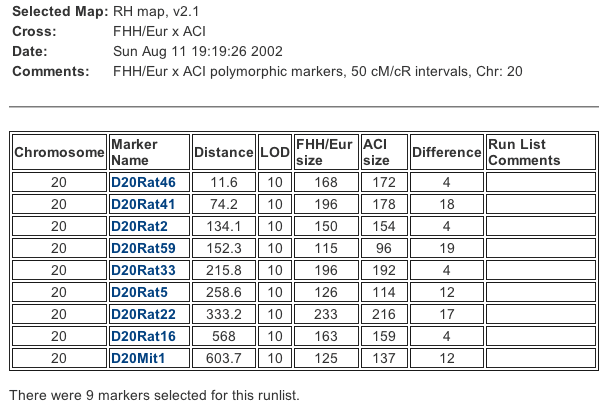 Selected Map: RH map, v2.1
Cross: FHH/Eur x ACI
Date: Sun Aug 11 19:19:26 2002
Comments: FHH/Eur x ACI polymorphic markers, 50 cM/cR intervals, Chr: 20
Chromosome Marker Name Distance LOD FHH/Eur size ACI size Difference Run List Comments
20 D20Rat46 11.6 10 168 172 4
20 D20Rat41 74.2 10 196 178 18
20 D20Rat2 134.1 10 150 154 4
20 D20Rat59 152.3 10 115 96 19
20 D20Rat33 215.8 10 196 192 4
20 D20Rat5 258.6 10 126 114 12
20 D20Rat22 333.2 10 233 216 17
20 D20Rat16 568 10 163 159 4
20 D20Mit1 603.7 10 125 137 12
There were 9 markers selected for this runlist.